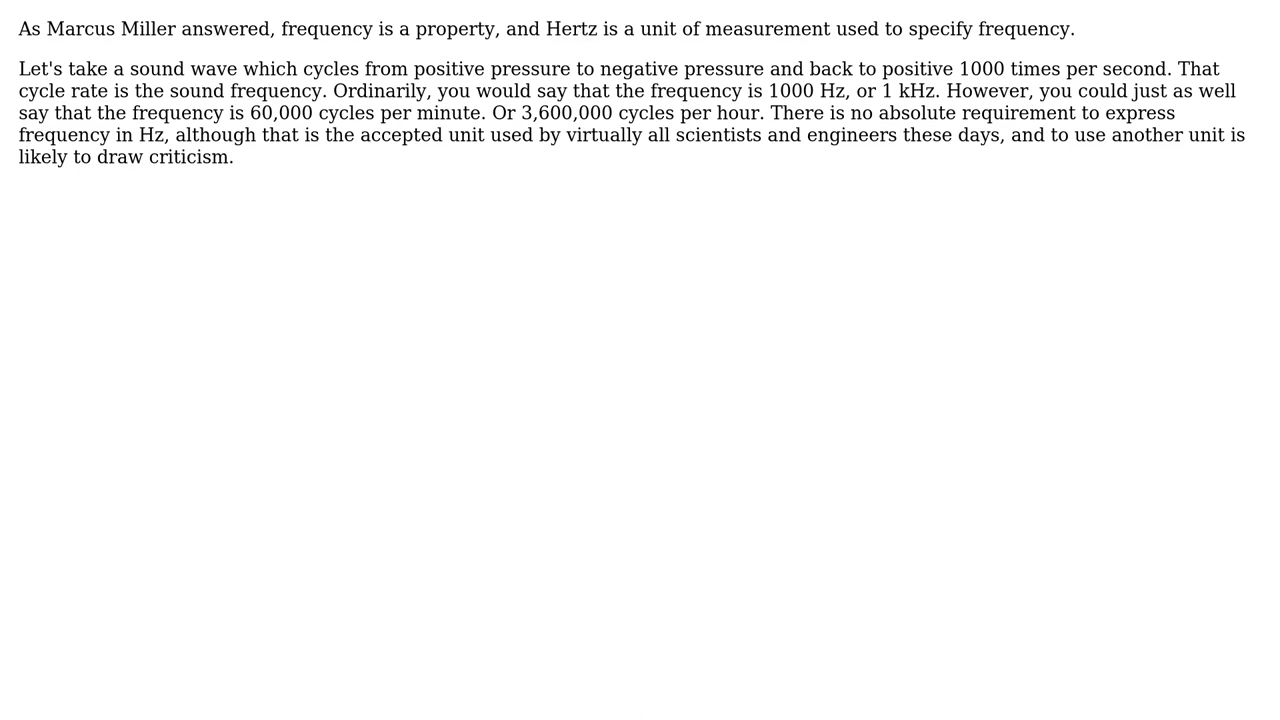 As Marcus Miller answered, frequency is a property, and Hertz is a unit of measurement used to specify frequency.
Let's take a sound wave which cycles from positive pressure to negative pressure and back to positive 1000 times per second. That
cycle rate is the sound frequency. Ordinarily, you would say that the frequency is 1000 Hz, or 1 kHz. However, you could just as well
say that the frequency is 60,000 cycles per minute. Or 3,600,000 cycles per hour. There is no absolute requirement to express
frequency in Hz, although that is the accepted unit used by virtually all scientists and engineers these days, and to use another unit is
likely to draw criticism.